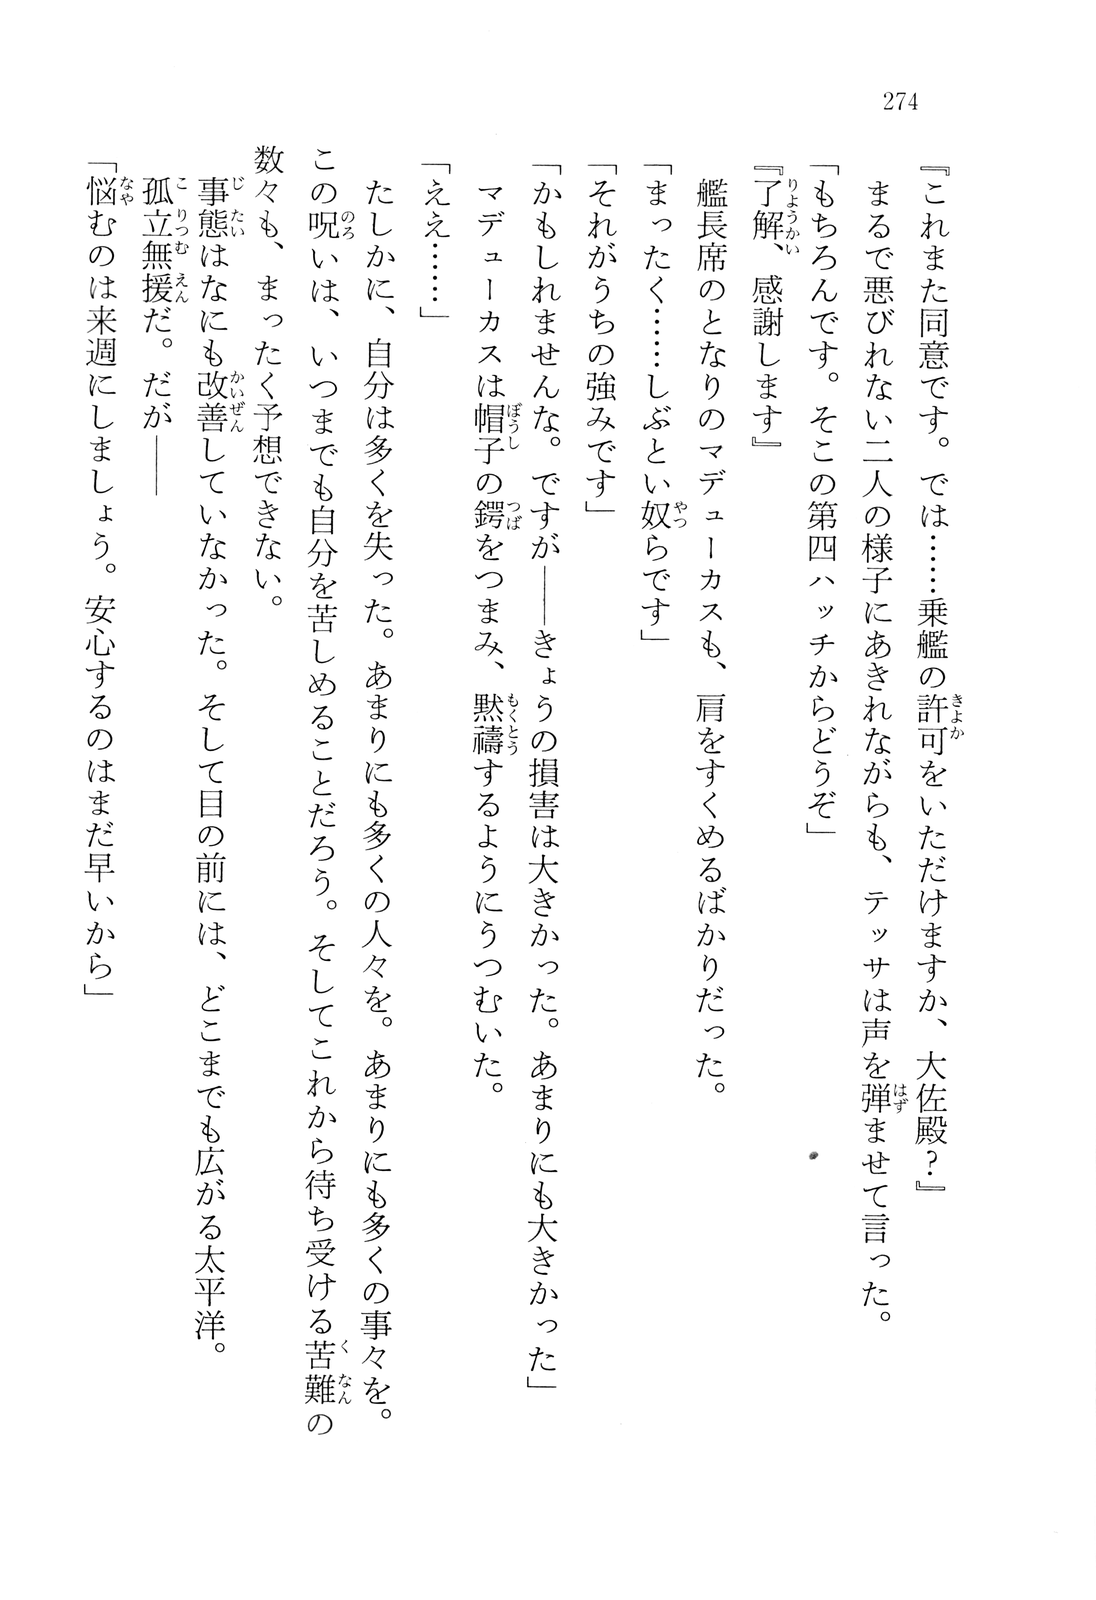 274
『これまた同意です。では……乗艦の許可をいただけますか、大佐殿？』
まるで悪びれない二人の様子にあきれながらも、テッサは声を弾ませて言った。
「もちろんです。そこの第四ハッチからどうぞ」
『了解、感謝します』
艦長席のとなりのマデューカスも、肩をすくめるばかりだった。
「まったく……しぶとい奴らです」
「それがうちの強みです」
「かもしれませんな。ですが――きょうの損害は大きかった。あまりにも大きかった」
マデューカスは帽子の鍔をつまみ、黙禱するようにうつむいた。
「ええ……」
たしかに、自分は多くを失った。あまりにも多くの人々を。あまりにも多くの事々を。
この呪いは、いつまでも自分を苦しめることだろう。そしてこれから待ち受ける苦難の
数々も、まったく予想できない。
事態はなにも改善していなかった。そして目の前には、どこまでも広がる太平洋。
孤立無援だ。だが――
「悩むのは来週にしましょう。安心するのはまだ早いから」